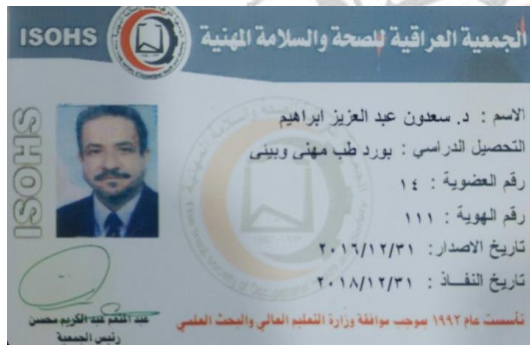 ISOHS
الجمعية العراقية للصحة والسلامة المهنية
الاسم : د. سعدون عبد العزيز ابراهيم
التحصيل الدراسي : بورد طب مهني وبيئي
رقم العضوية : ١٤
رقم الهوية : ١١١
تاريخ الاصدار: ٢٠١٦/١٢/٣١
تاريخ النفـــاذ : ٢٠١٨/١٢/٣١
ISOHS
عبد المنعم عبد الكريم محسن
رئيس الجمعية
تأسست عام ١٩٩٢ بموجب موافقة وزارة التعليم العالي والبحث العلمي